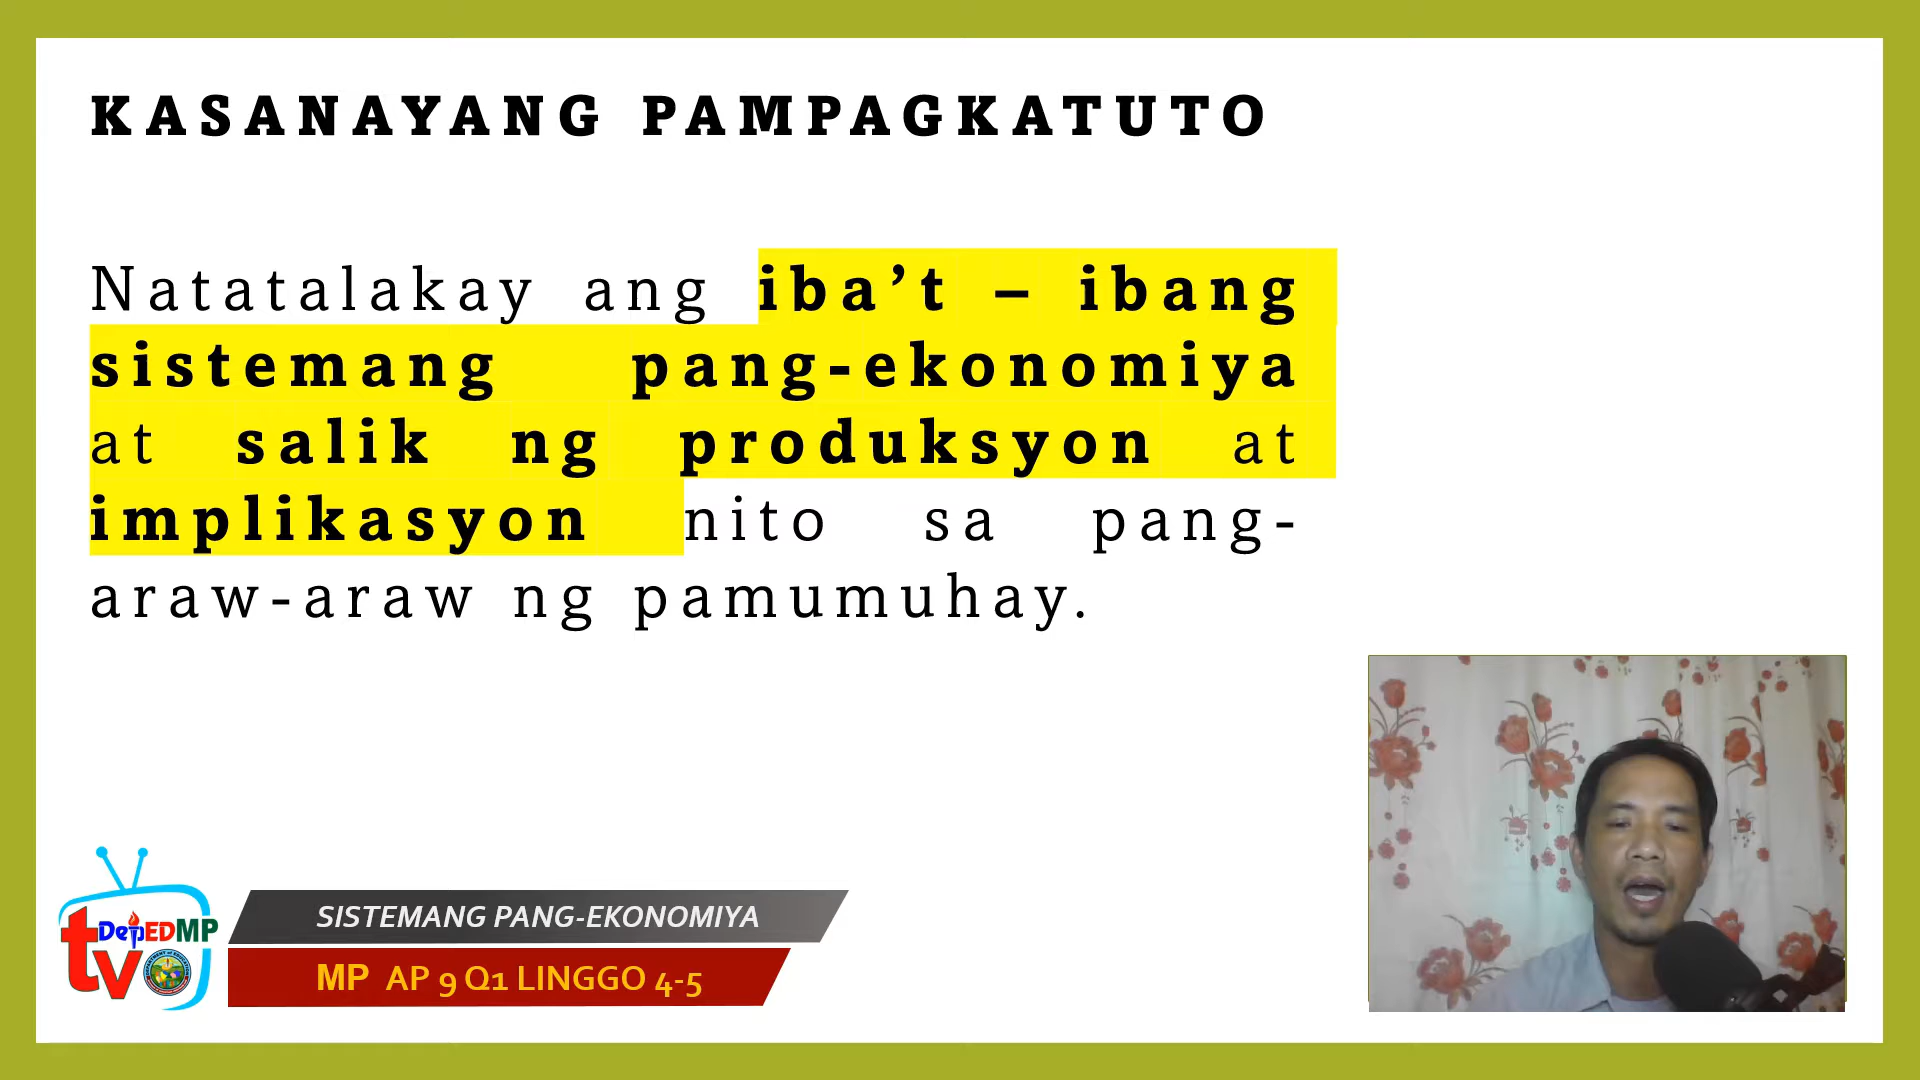 KASANAYANG PAMPAGKATUTO
Natatalakay ang iba’t – ibang
sistemang pang-ekonomiya
at salik ng produksyon at
implikasyon nito sa pang-
araw-araw ng pamumuhay.
DepEDMP
tv
SISTEMANG PANG-EKONOMIYA
MP AP 9 Q1 LINGGO 4-5